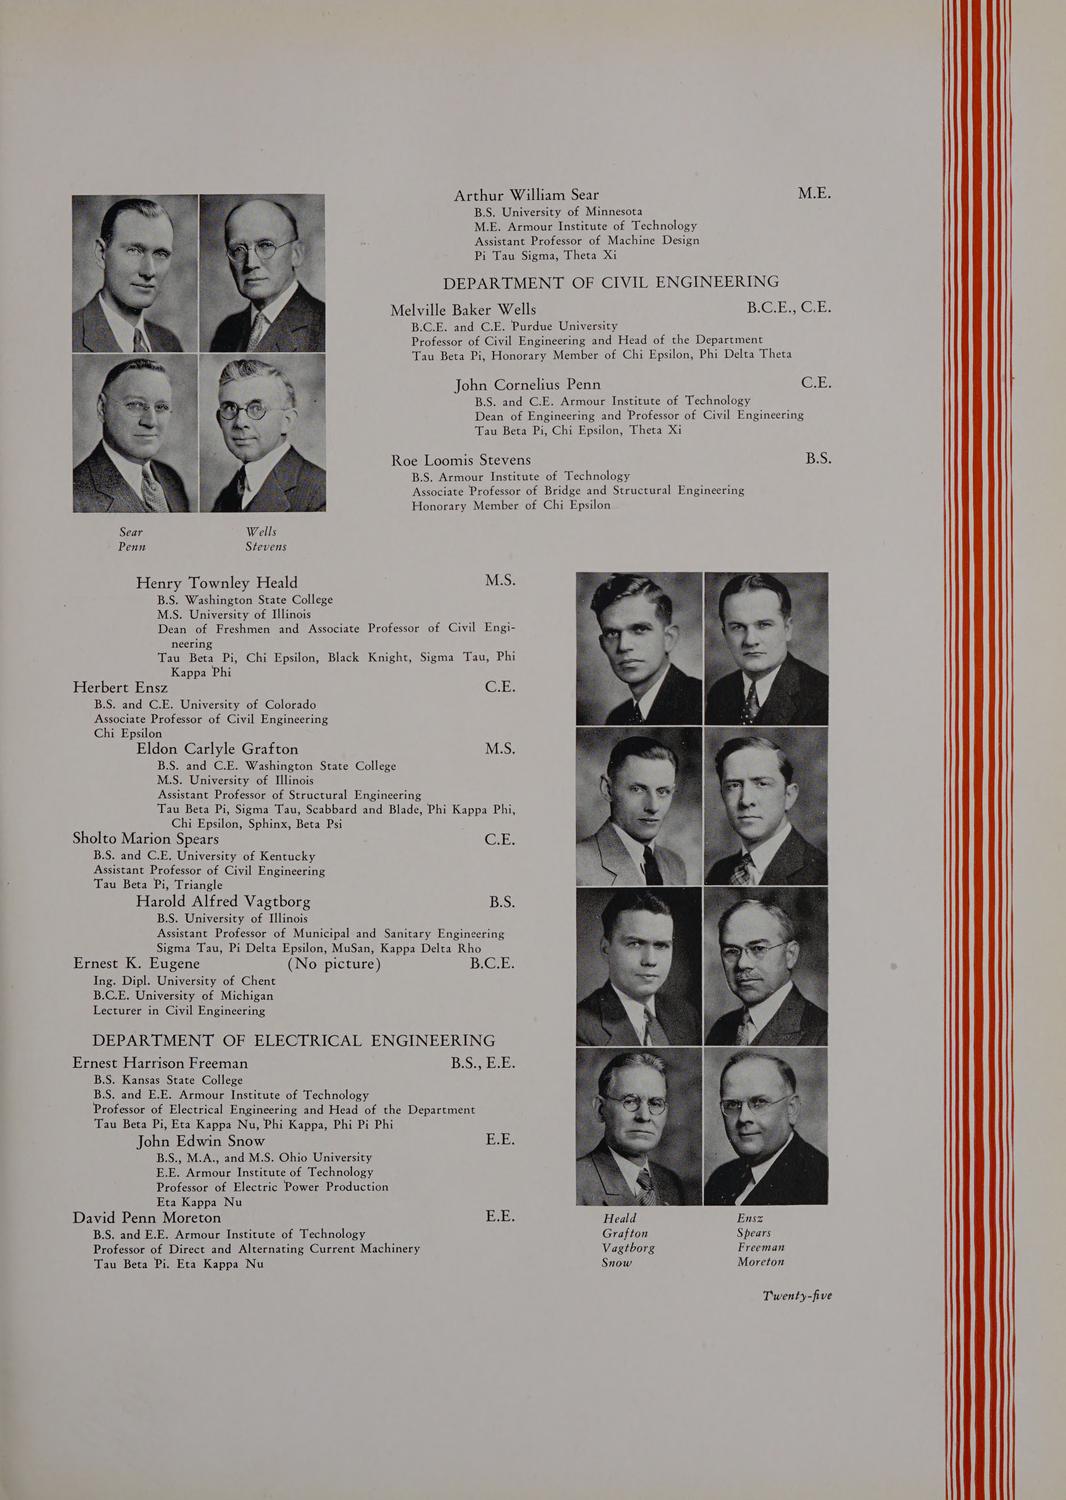 Arthur William Sear M.E.
B.S. University of Minnesota
M.E. Armour Institute of Technology
Assistant Professor of Machine Design
Pi Tau Sigma, Theta Xi
DEPARTMENT OF CIVIL ENGINEERING
Melville Baker Wells B.C.E., C.E.
B.C.E. and C.E. Purdue University
Professor of Civil Engineering and Head of the Department
Tau Beta Pi, Honorary Member of Chi Epsilon, Phi Delta Theta
John Cornelius Penn C.E.
B.S. and C.E. Armour Institute of Technology
Dean of Engineering and Professor of Civil Engineering
Tau Beta Pi, Chi Epsilon, Theta Xi
Roe Loomis Stevens B.S.
B.S. Armour Institute of Technology
Associate Professor of Bridge and Structural Engineering
Honorary Member of Chi Epsilon
Sear Wells
Penn Stevens
Henry Townley Heald M.S.
B.S. Washington State College
M.S. University of Illinois
Dean of Freshmen and Associate Professor of Civil Engi-
neering
Tau Beta Pi, Chi Epsilon, Black Knight, Sigma Tau, Phi
Kappa Phi
Herbert Ensz C.E.
B.S. and C.E. University of Colorado
Associate Professor of Civil Engineering
Chi Epsilon
Eldon Carlyle Grafton M.S.
B.S. and C.E. Washington State College
M.S. University of Illinois
Assistant Professor of Structural Engineering
Tau Beta Pi, Sigma Tau, Scabbard and Blade, Phi Kappa Phi,
Chi Epsilon, Sphinx, Beta Psi
Sholto Marion Spears C.E.
B.S. and C.E. University of Kentucky
Assistant Professor of Civil Engineering
Tau Beta Pi, Triangle
Harold Alfred Vagtborg B.S.
B.S. University of Illinois
Assistant Professor of Municipal and Sanitary Engineering
Sigma Tau, Pi Delta Epsilon, MuSan, Kappa Delta Rho
Ernest K. Eugene (No picture) B.C.E.
Ing. Dipl. University of Chent
B.C.E. University of Michigan
Lecturer in Civil Engineering
DEPARTMENT OF ELECTRICAL ENGINEERING
Ernest Harrison Freeman B.S., E.E.
B.S. Kansas State College
B.S. and E.E. Armour Institute of Technology
Professor of Electrical Engineering and Head of the Department
Tau Beta Pi, Eta Kappa Nu, Phi Kappa, Phi Pi Phi
John Edwin Snow E.E.
B.S., M.A., and M.S. Ohio University
E.E. Armour Institute of Technology
Professor of Electric Power Production
Eta Kappa Nu
David Penn Moreton E.E.
B.S. and E.E. Armour Institute of Technology
Professor of Direct and Alternating Current Machinery
Tau Beta Pi. Eta Kappa Nu
Heald Ensz
Grafton Spears
Vagtborg Freeman
Snow Moreton
Twenty-five